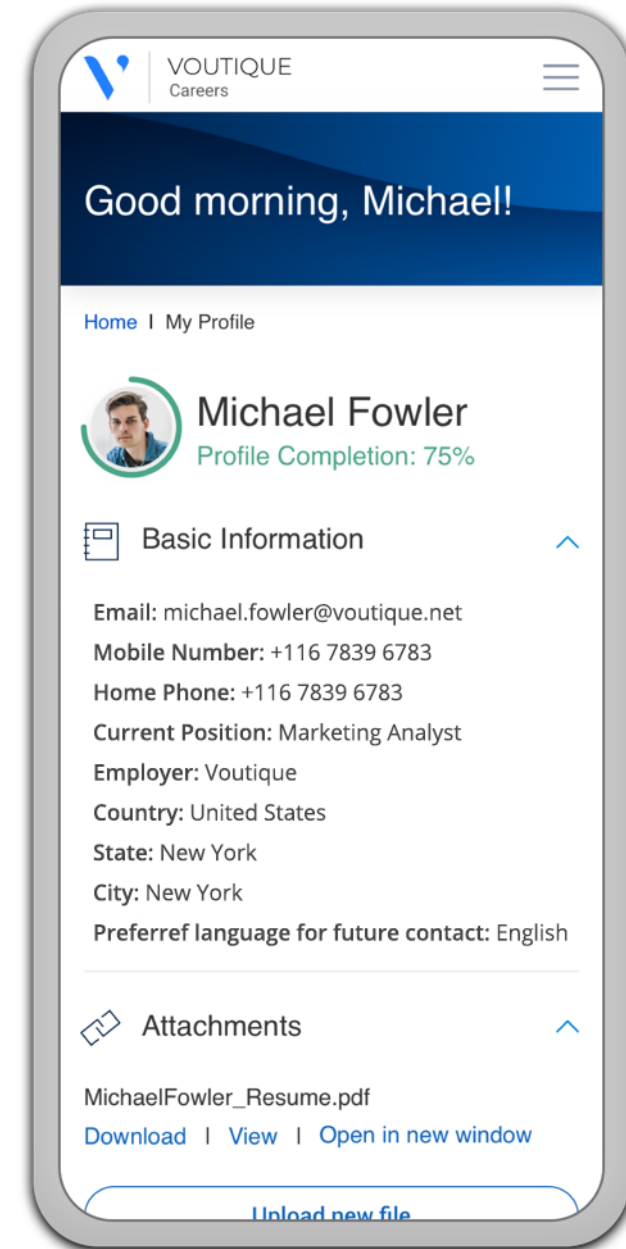 VOUTIQUE
Careers
Good morning, Michael!
Home | My Profile
Michael Fowler
Profile Completion: 75%
Basic Information
Email: michael.fowler@voutique.net
Mobile Number: +116 7839 6783
Home Phone: +116 7839 6783
Current Position: Marketing Analyst
Employer: Voutique
Country: United States
State: New York
City: New York
Preferref language for future contact: English
Attachments
MichaelFowler_Resume.pdf
Download | View | Open in new window
Upload new file